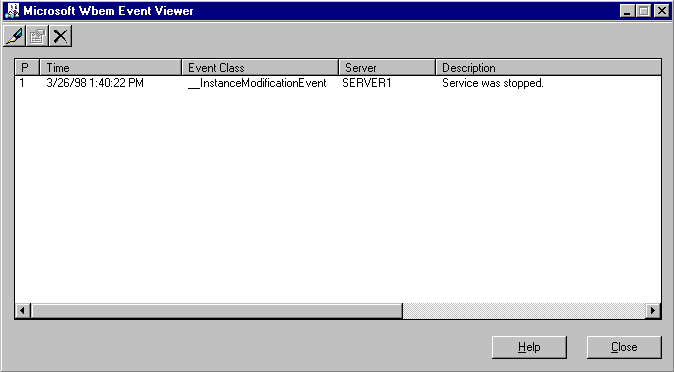 Microsoft Wbem Event Viewer
P Time Event Class Server Description
1 3/26/98 1:40:22 PM __InstanceModificationEvent SERVER1 Service was stopped.
Help Close